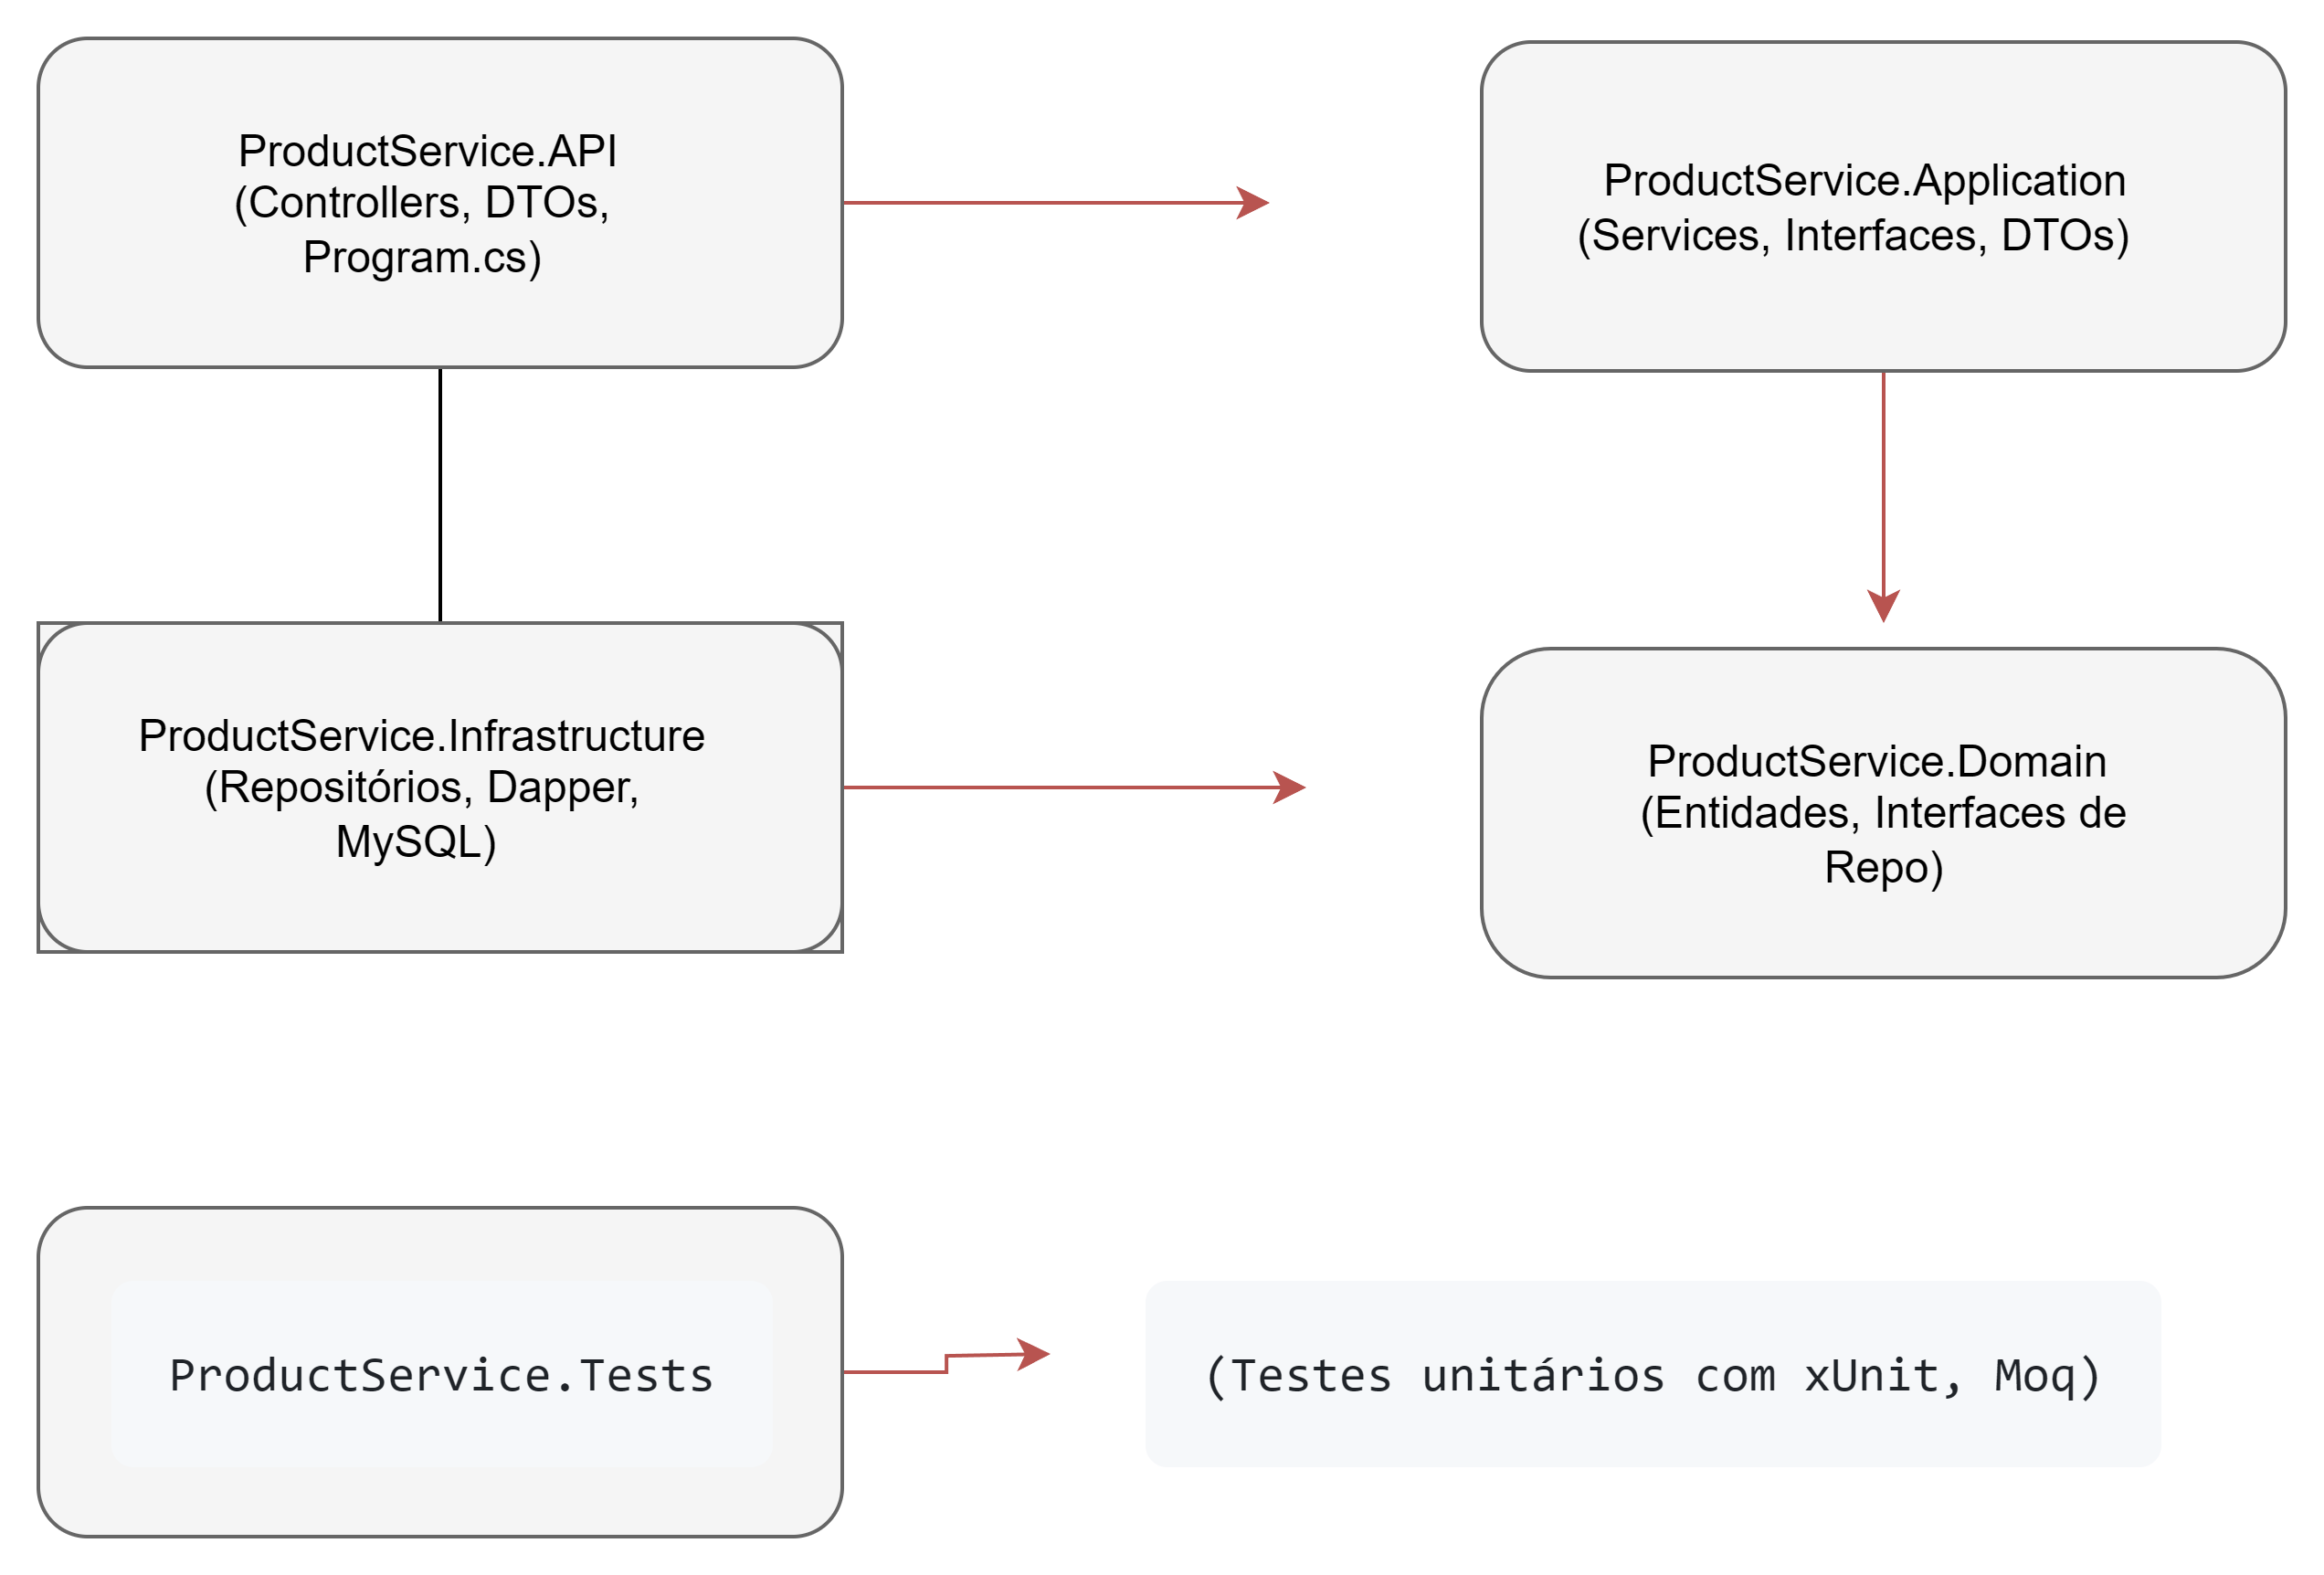 ProductService.API
(Controllers, DTOs,
Program.cs)
ProductService.Application
(Services, Interfaces, DTOs)
ProductService.Infrastructure
(Repositórios, Dapper,
MySQL)
ProductService.Domain
(Entidades, Interfaces de
Repo)
ProductService.Tests
(Testes unitários com xUnit, Moq)